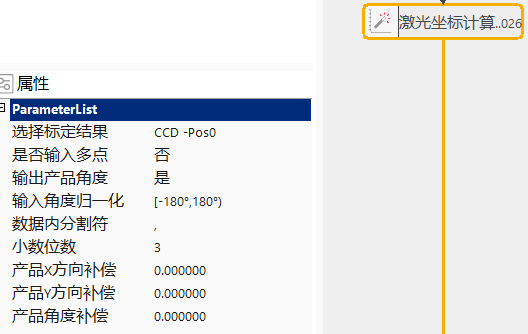 激光坐标计算..026
属性
ParameterList
选择标定结果 CCD -Pos0
是否输入多点 否
输出产品角度 是
输入角度归一化 [-180°,180°)
数据内分割符 ,
小数位数 3
产品X方向补偿 0.000000
产品Y方向补偿 0.000000
产品角度补偿 0.000000